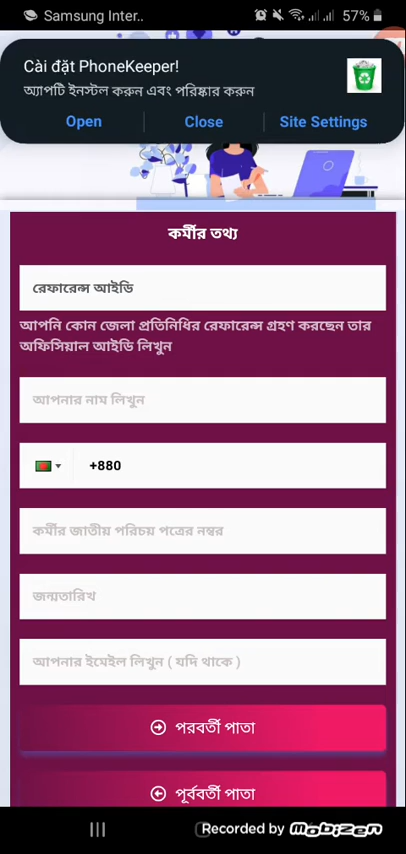 Samsung Inter..
57%
Cài đặt PhoneKeeper!
অ্যাপটি ইনস্টল করুন এবং পরিষ্কার করুন
Open
Close
Site Settings
কর্মীর তথ্য
রেফারেন্স আইডি
আপনি কোন জেলা প্রতিনিধির রেফারেন্স গ্রহণ করছেন তার
অফিসিয়াল আইডি লিখুন
আপনার নাম লিখুন
+880
কর্মীর জাতীয় পরিচয় পত্রের নম্বর
জন্মতারিখ
আপনার ইমেইল লিখুন ( যদি থাকে )
পরবর্তী পাতা
পূর্ববর্তী পাতা
Recorded by Mobizen